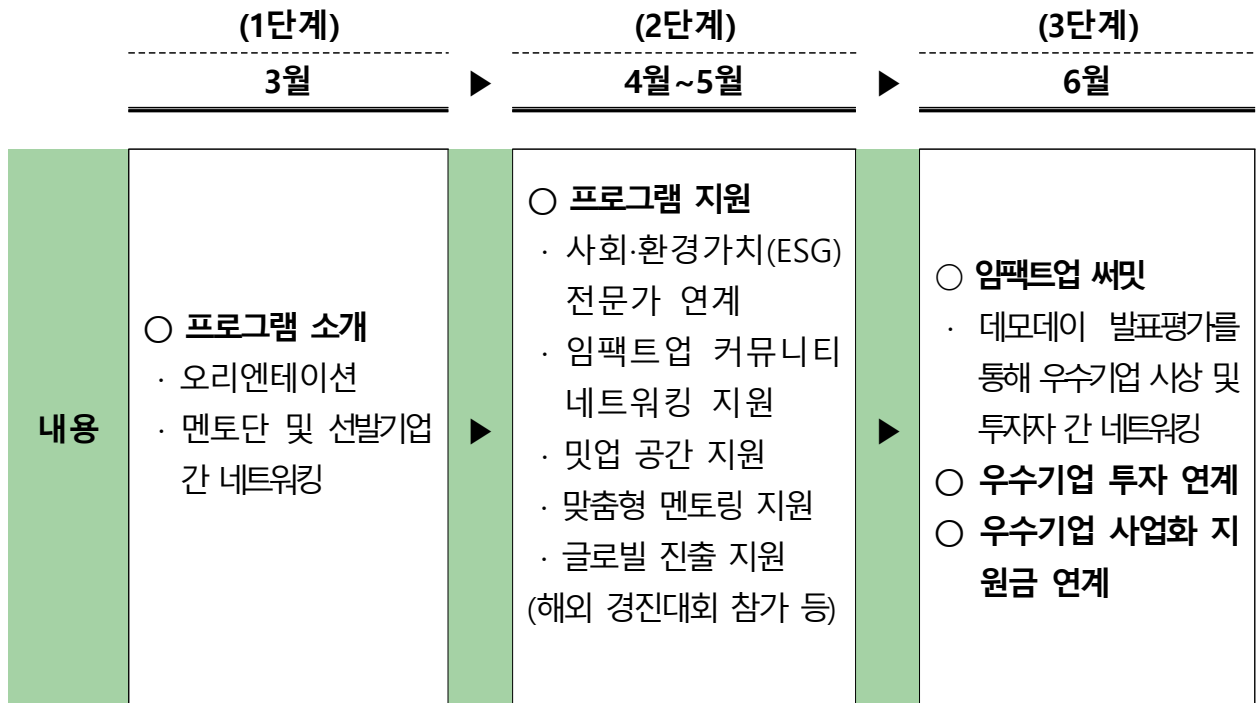 (1단계)
3월
▶
(2단계)
4월~5월
▶
(3단계)
6월
내용
○ 프로그램 소개
· 오리엔테이션
· 멘토단 및 선발기업
간 네트워킹
▶
○ 프로그램 지원
· 사회·환경가치(ESG)
전문가 연계
· 임팩트업 커뮤니티
네트워킹 지원
· 밋업 공간 지원
· 맞춤형 멘토링 지원
· 글로빌 진출 지원
(해외 경진대회 참가 등)
▶
○ 임팩트업 써밋
· 데모데이 발표평가를
통해 우수기업 시상 및
투자자 간 네트워킹
○ 우수기업 투자 연계
○ 우수기업 사업화 지
원금 연계